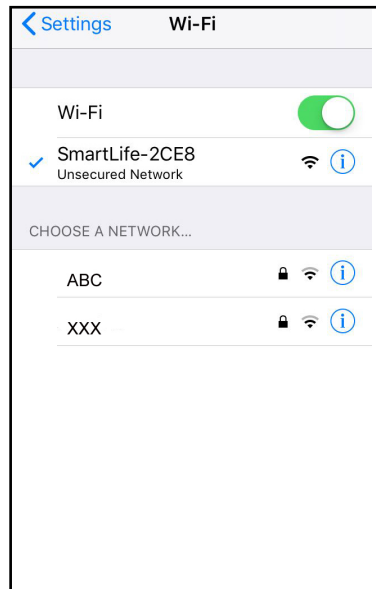 Settings Wi-Fi
Wi-Fi
SmartLife-2CE8
Unsecured Network
CHOOSE A NETWORK...
ABC
XXX